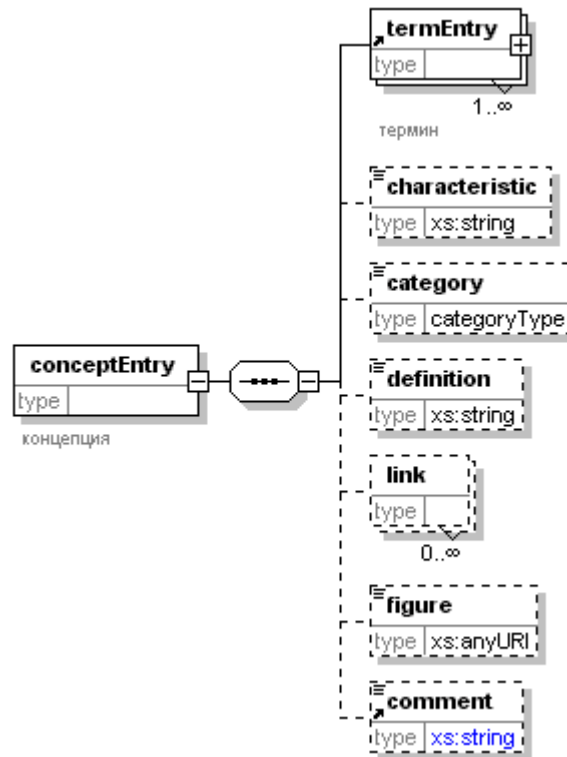 termEntry
type
1..∞
термин
characteristic
type xs:string
category
type categoryType
conceptEntry
type
концепция
definition
type xs:string
link
type
0..∞
figure
type xs:anyURI
comment
type xs:string